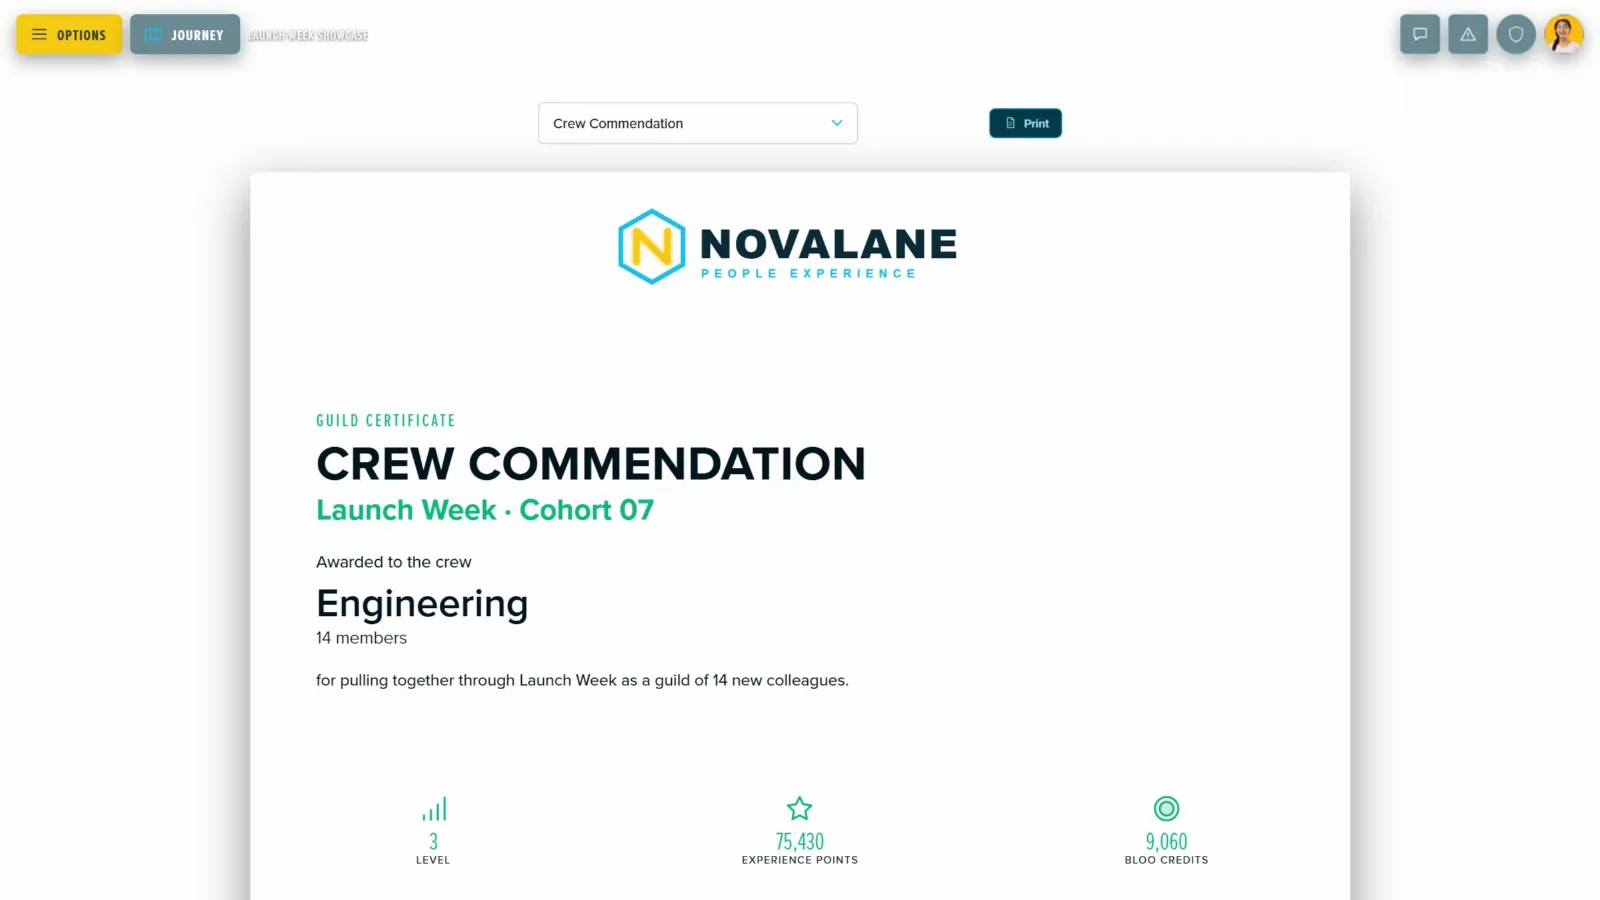 OPTIONS
JOURNEY
LAUNCH WEEK SHOWCASE
Crew Commendation
Print
N NOVALANE
PEOPLE EXPERIENCE
GUILD CERTIFICATE
CREW COMMENDATION
Launch Week · Cohort 07
Awarded to the crew
Engineering
14 members
for pulling together through Launch Week as a guild of 14 new colleagues.
3
LEVEL
75,430
EXPERIENCE POINTS
9,060
BLOO CREDITS